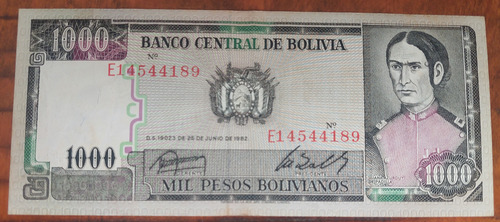 1000
BANCO CENTRAL DE BOLIVIA
Nº
E14544189
D.S. 19023 DE 25 DE JUNIO DE 1982
Nº
E14544189
1000
PRESIDENTE
MIL PESOS BOLIVIANOS
1000